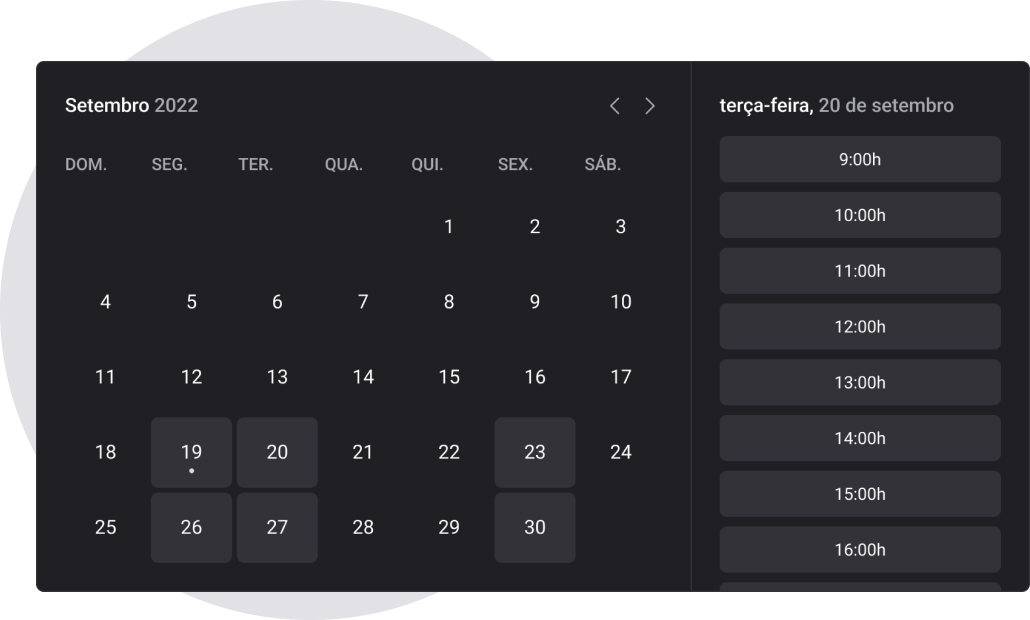 Setembro 2022
DOM. SEG. TER. QUA. QUI. SEX. SÁB.
1 2 3
4 5 6 7 8 9 10
11 12 13 14 15 16 17
18 19 20 21 22 23 24
25 26 27 28 29 30
terça-feira, 20 de setembro
9:00h
10:00h
11:00h
12:00h
13:00h
14:00h
15:00h
16:00h